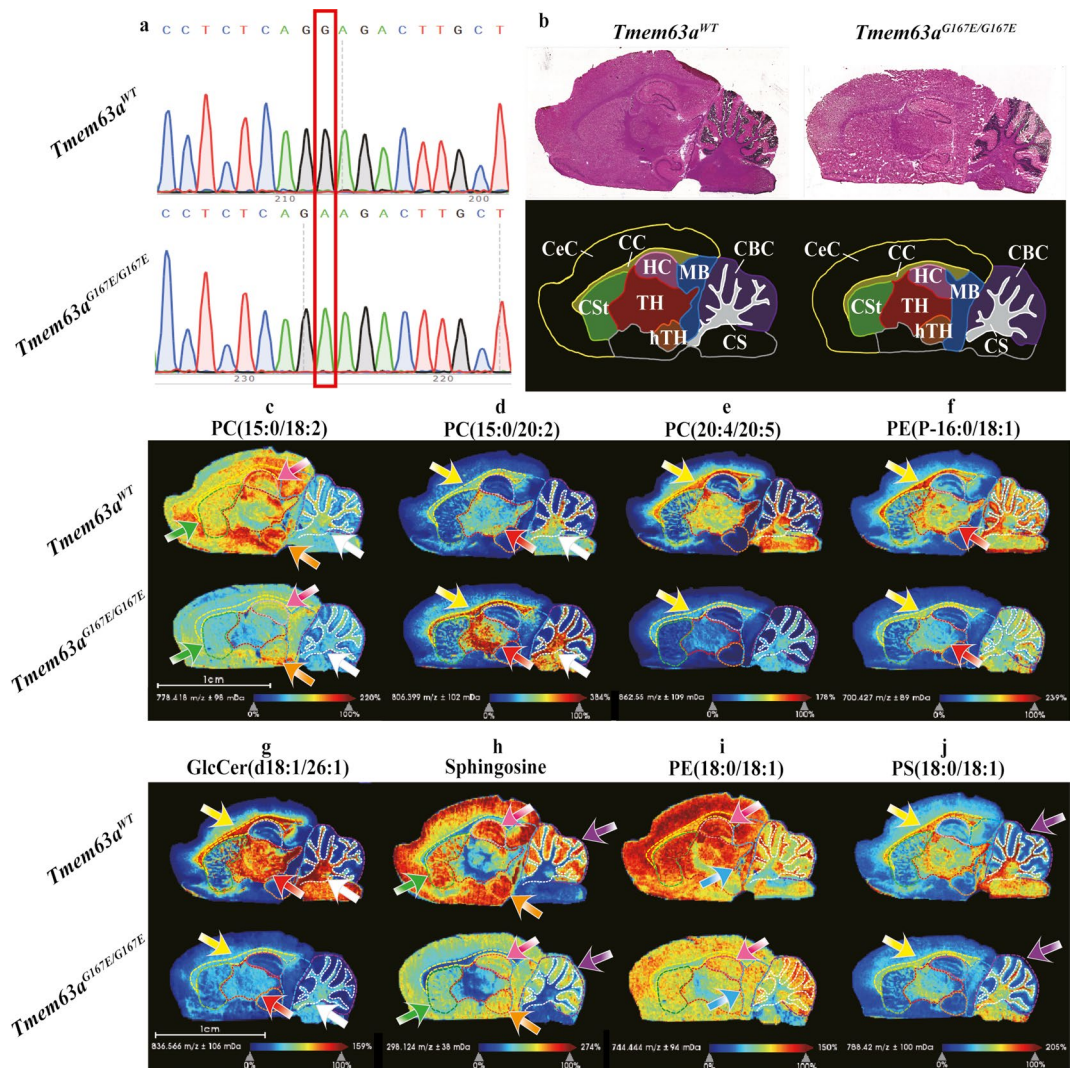 a
C C T C T C A G G A G A C T T G C T
Tmem63a^WT
210
200
C C T C T C A G A A G A C T T G C T
Tmem63a^G167E/G167E
230
220
b
Tmem63a^WT
Tmem63a^G167E/G167E
CeC CC HC MB CBC CSt TH hTH CS
CeC CC HC MB CBC CSt TH hTH CS
c
PC(15:0/18:2)
d
PC(15:0/20:2)
e
PC(20:4/20:5)
f
PE(P-16:0/18:1)
Tmem63a^WT
Tmem63a^G167E/G167E
1cm
778.418 m/z ± 98 mDa 220%
0% 100%
806.399 m/z ± 102 mDa 384%
0% 100%
862.55 m/z ± 109 mDa 178%
0% 100%
700.427 m/z ± 89 mDa 239%
0% 100%
g
GlcCer(d18:1/26:1)
h
Sphingosine
i
PE(18:0/18:1)
j
PS(18:0/18:1)
Tmem63a^WT
Tmem63a^G167E/G167E
1cm
836.566 m/z ± 106 mDa 159%
0% 100%
298.124 m/z ± 38 mDa 274%
0% 100%
744.444 m/z ± 94 mDa 150%
0% 100%
788.42 m/z ± 100 mDa 205%
0% 100%